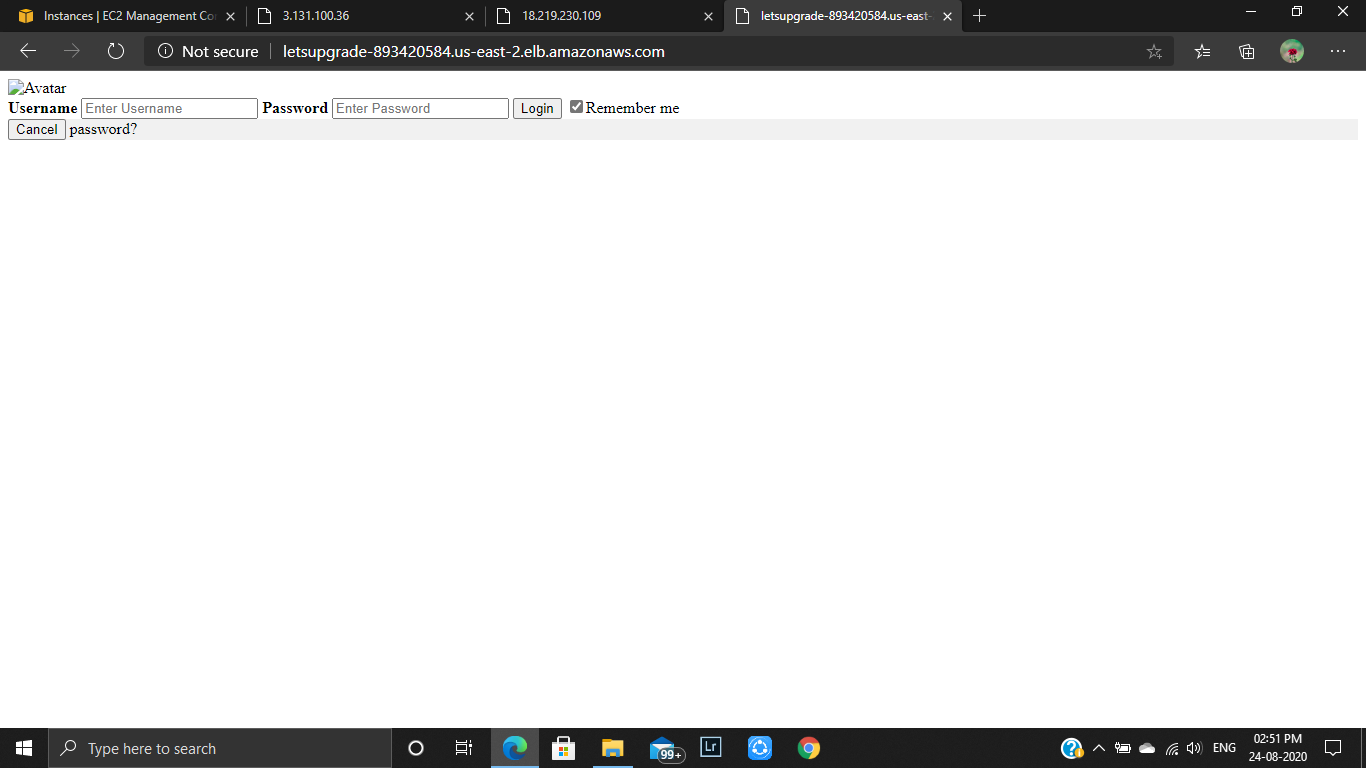 Instances | EC2 Management Co
3.131.100.36
18.219.230.109
letsupgrade-893420584.us-east-
Not secure
letsupgrade-893420584.us-east-2.elb.amazonaws.com
Avatar
Username Enter Username Password Enter Password Login Remember me
Cancel password?
Type here to search
99+
Lr
ENG
02:51 PM
24-08-2020